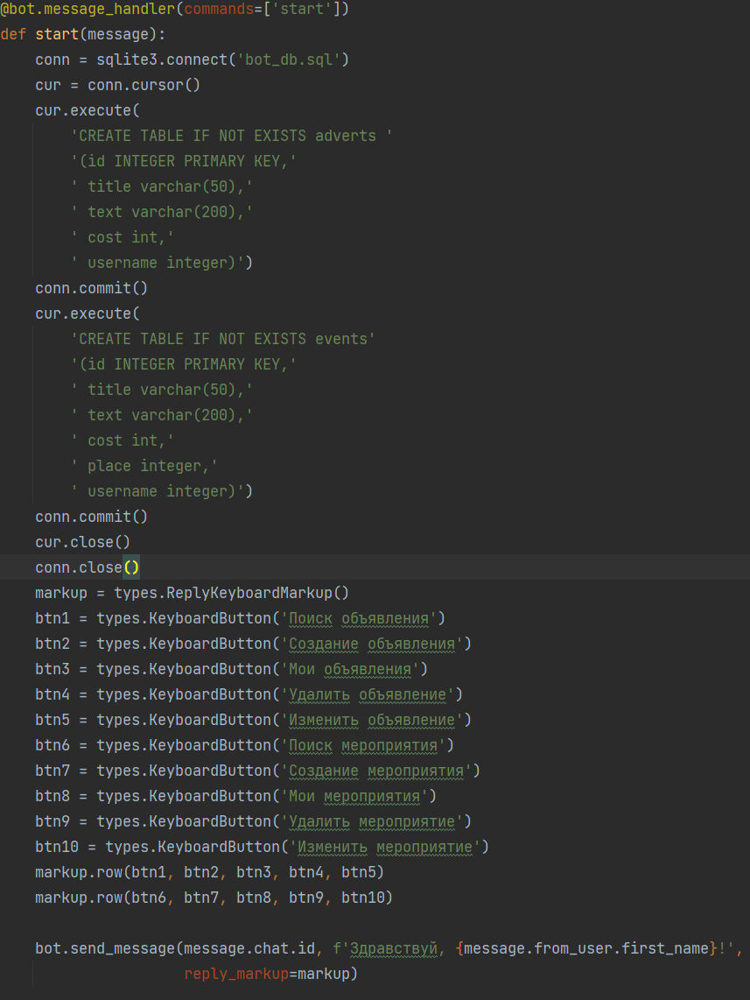 @bot.message_handler(commands=['start'])
def start(message):
    conn = sqlite3.connect('bot_db.sql')
    cur = conn.cursor()
    cur.execute(
        'CREATE TABLE IF NOT EXISTS adverts '
        '(id INTEGER PRIMARY KEY,'
        ' title varchar(50),'
        ' text varchar(200),'
        ' cost int,'
        ' username integer)')
    conn.commit()
    cur.execute(
        'CREATE TABLE IF NOT EXISTS events'
        '(id INTEGER PRIMARY KEY,'
        ' title varchar(50),'
        ' text varchar(200),'
        ' cost int,'
        ' place integer,'
        ' username integer)')
    conn.commit()
    cur.close()
    conn.close()
    markup = types.ReplyKeyboardMarkup()
    btn1 = types.KeyboardButton('Поиск объявления')
    btn2 = types.KeyboardButton('Создание объявления')
    btn3 = types.KeyboardButton('Мои объявления')
    btn4 = types.KeyboardButton('Удалить объявление')
    btn5 = types.KeyboardButton('Изменить объявление')
    btn6 = types.KeyboardButton('Поиск мероприятия')
    btn7 = types.KeyboardButton('Создание мероприятия')
    btn8 = types.KeyboardButton('Мои мероприятия')
    btn9 = types.KeyboardButton('Удалить мероприятие')
    btn10 = types.KeyboardButton('Изменить мероприятие')
    markup.row(btn1, btn2, btn3, btn4, btn5)
    markup.row(btn6, btn7, btn8, btn9, btn10)
    bot.send_message(message.chat.id, f'Здравствуй, {message.from_user.first_name}!',
                     reply_markup=markup)